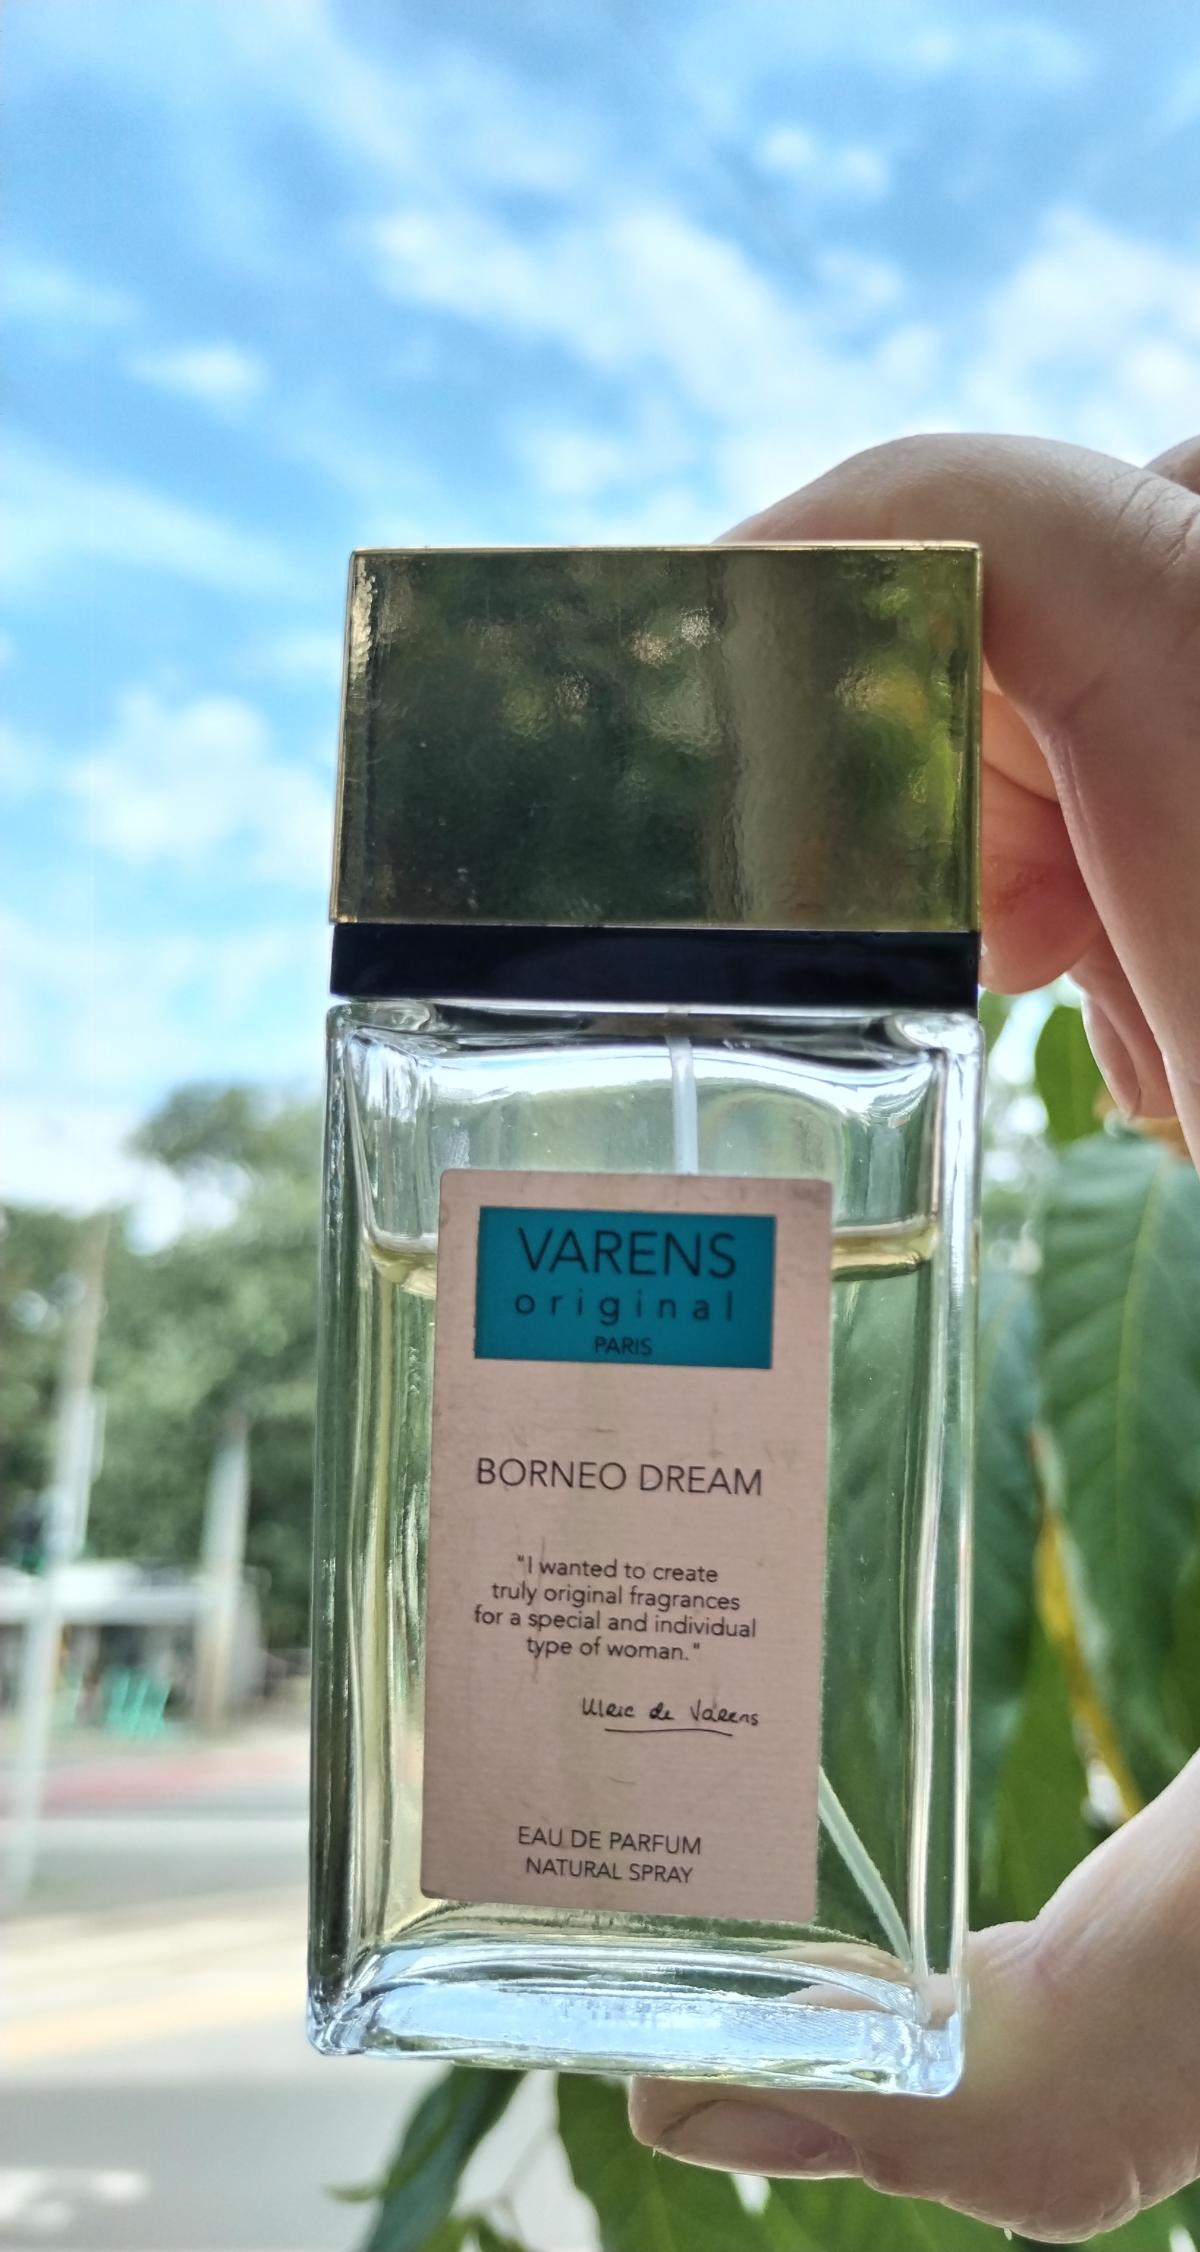 VARENS
original
PARIS
BORNEO DREAM
"I wanted to create
truly original fragrances
for a special and individual
type of woman."
Ulric de Varens
EAU DE PARFUM
NATURAL SPRAY